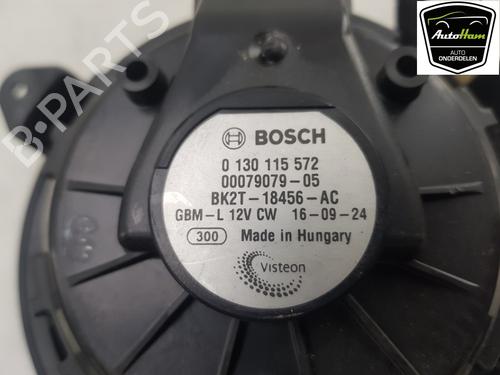 AutoHam
AUTO
ONDERDELEN
B-PARTS
BOSCH
0 130 115 572
00079079-05
BK2T-18456-AC
GBM-L 12V CW 16-09-24
300 Made in Hungary
Visteon